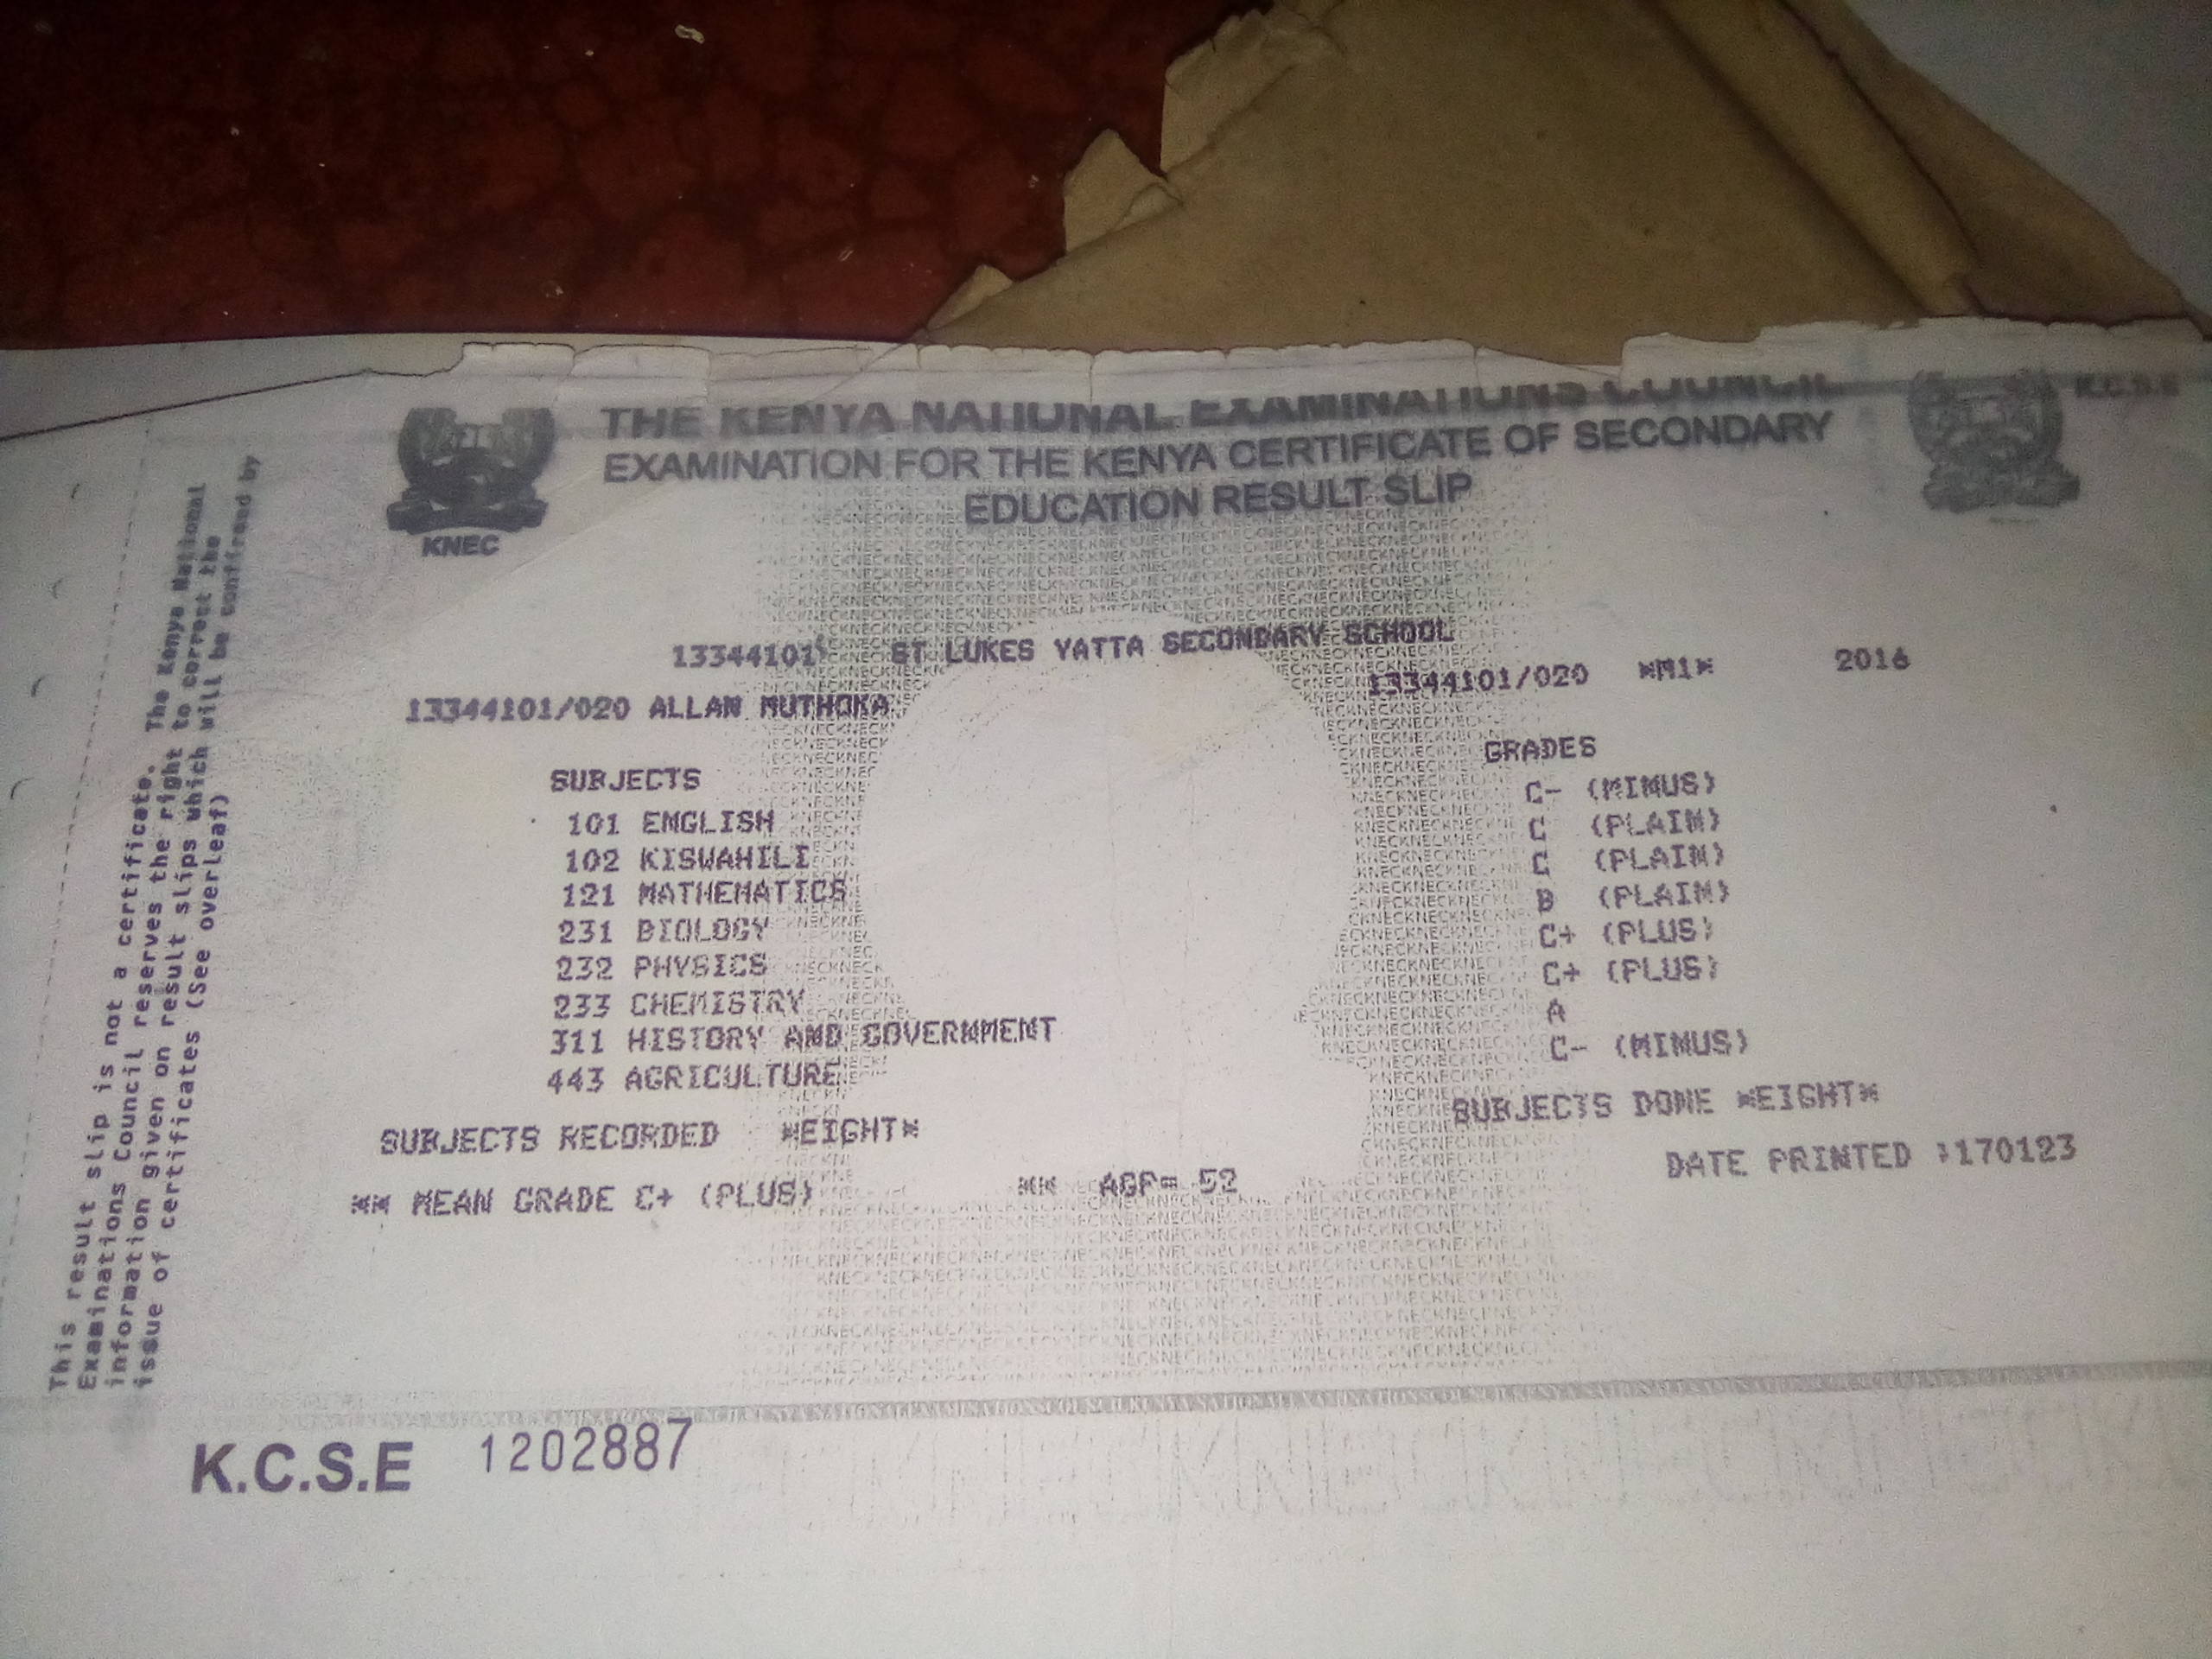 THE KENYA NATIONAL EXAMINATIONS COUNCIL
K.C.S.E
EXAMINATION FOR THE KENYA CERTIFICATE OF SECONDARY
EDUCATION RESULT SLIP
KNEC
13344101 ST LUKES YATTA SECONDARY SCHOOL
13344101/020 ALLAN MUTHOKA 13344101/020 *M1* 2016
SUBJECTS GRADES
101 ENGLISH C- (MINUS)
102 KISWAHILI C (PLAIN)
121 MATHEMATICS C (PLAIN)
231 BIOLOGY B (PLAIN)
232 PHYSICS C+ (PLUS)
233 CHEMISTRY C+ (PLUS)
311 HISTORY AND GOVERNMENT A
443 AGRICULTURE C- (MINUS)
SUBJECTS RECORDED *EIGHT* SUBJECTS DONE *EIGHT*
** MEAN GRADE C+ (PLUS) ** AGP= 52 DATE PRINTED :170123
K.C.S.E 1202887
This result slip is not a certificate. The Kenya National
Examinations Council reserves the right to correct the
information given on result slips which will be confirmed by
issue of certificates (See overleaf)